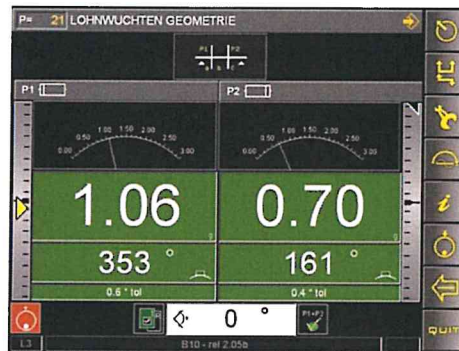 P= 21 LOHNWUCHTEN GEOMETRIE
P1 P2
a b c
P1 P2
0.00 0.50 1.00 1.50 2.00 2.50 3.00
0.00 0.50 1.00 1.50 2.00 2.50 3.00
1.06 g 0.70 g
353 ° 161 °
0.6 * tol 0.4 * tol
0 ° P1+P2
L3 B10 - rel 2.05b
i
QUIT